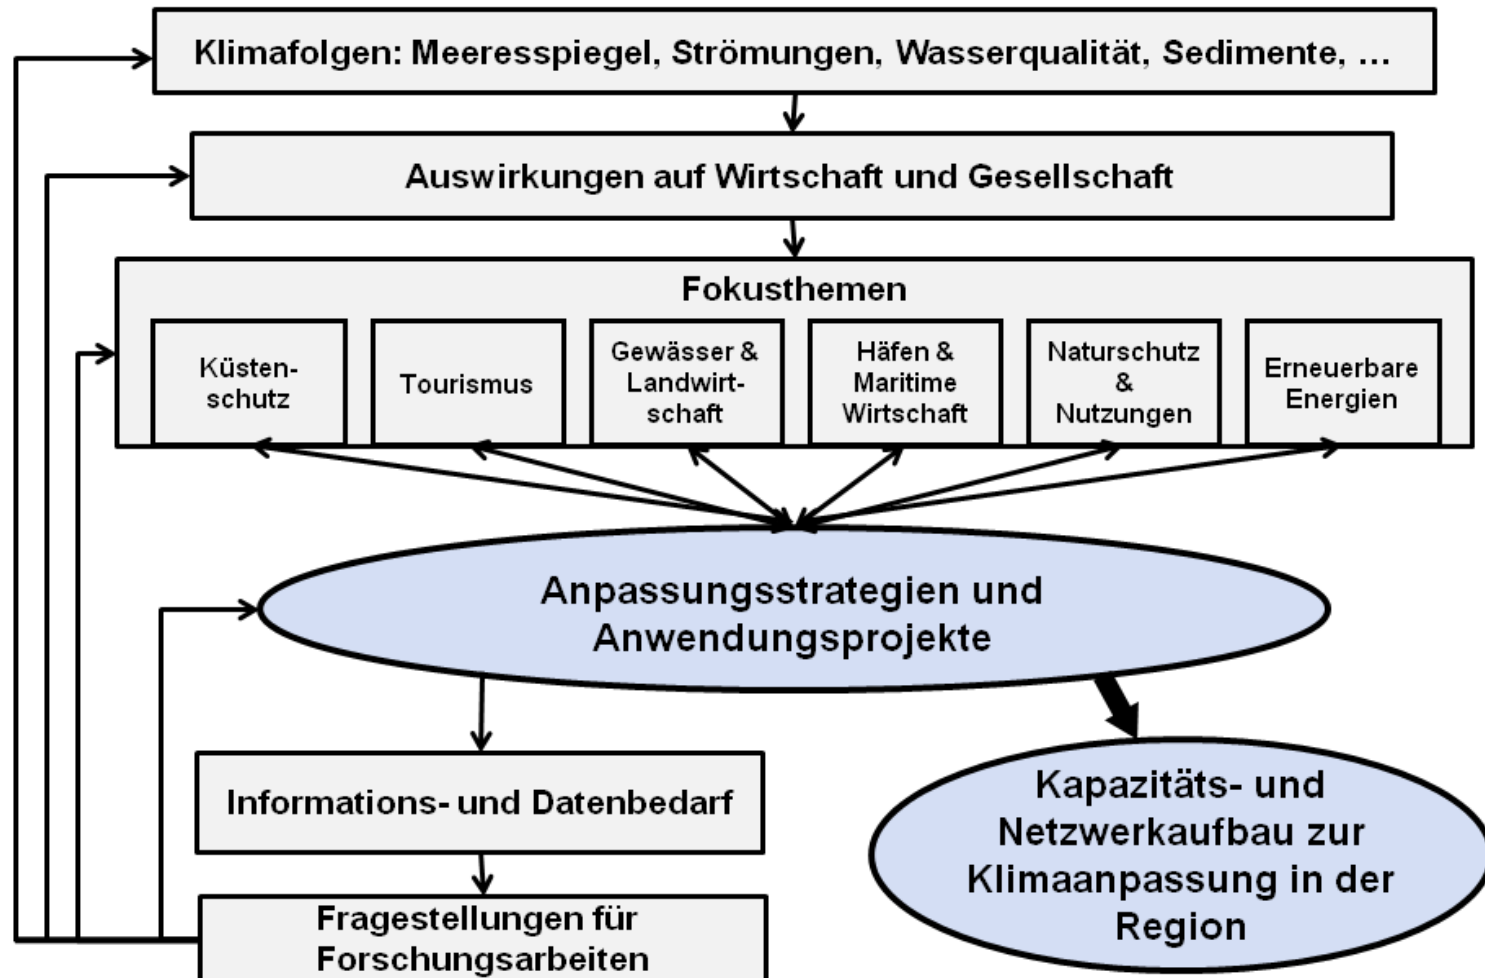 Klimafolgen: Meeresspiegel, Strömungen, Wasserqualität, Sedimente, ...
Auswirkungen auf Wirtschaft und Gesellschaft
Fokusthemen
Küsten-
schutz
Tourismus
Gewässer &
Landwirt-
schaft
Häfen &
Maritime
Wirtschaft
Naturschutz
&
Nutzungen
Erneuerbare
Energien
Anpassungsstrategien und
Anwendungsprojekte
Informations- und Datenbedarf
Fragestellungen für
Forschungsarbeiten
Kapazitäts- und
Netzwerkaufbau zur
Klimaanpassung in der
Region